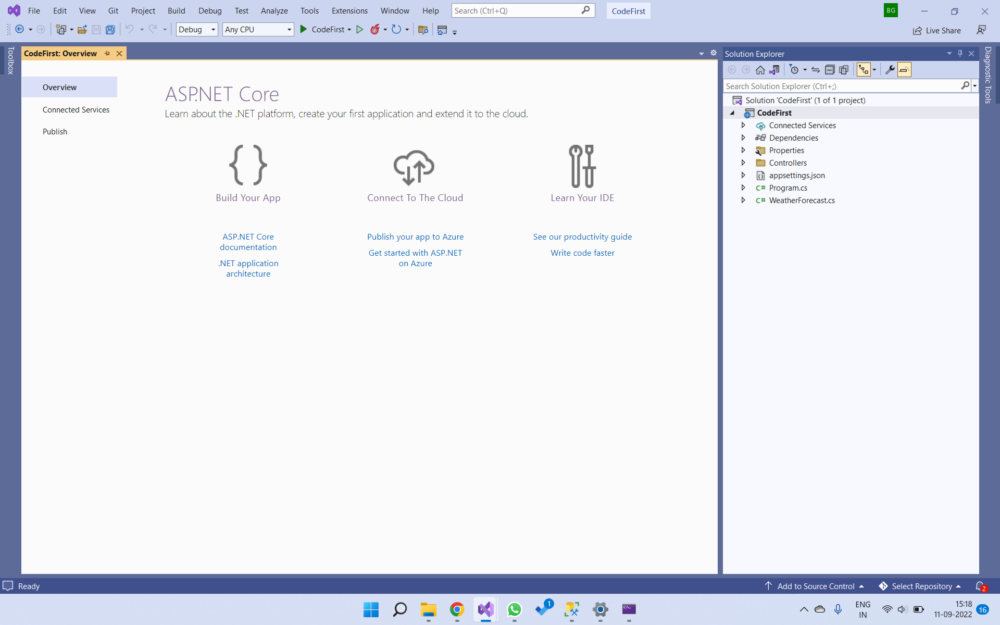 File Edit View Git Project Build Debug Test Analyze Tools Extensions Window Help Search (Ctrl+Q) CodeFirst BG
Debug Any CPU CodeFirst Live Share
Toolbox
CodeFirst: Overview
Overview
Connected Services
Publish
ASP.NET Core
Learn about the .NET platform, create your first application and extend it to the cloud.
Build Your App
ASP.NET Core
documentation
.NET application
architecture
Connect To The Cloud
Publish your app to Azure
Get started with ASP.NET
on Azure
Learn Your IDE
See our productivity guide
Write code faster
Solution Explorer
Search Solution Explorer (Ctrl+;)
Solution 'CodeFirst' (1 of 1 project)
CodeFirst
Connected Services
Dependencies
Properties
Controllers
appsettings.json
C# Program.cs
C# WeatherForecast.cs
Diagnostic Tools
Ready Add to Source Control Select Repository 2
1
ENG
IN
15:18
11-09-2022
16